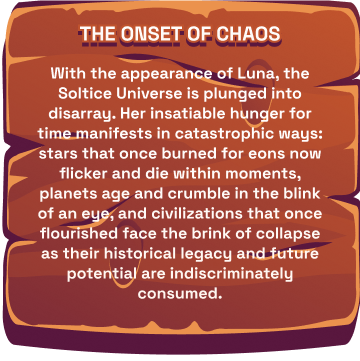 THE ONSET OF CHAOS
With the appearance of Luna, the
Soltice Universe is plunged into
disarray. Her insatiable hunger for
time manifests in catastrophic ways:
stars that once burned for eons now
flicker and die within moments,
planets age and crumble in the blink
of an eye, and civilizations that once
flourished face the brink of collapse
as their historical legacy and future
potential are indiscriminately
consumed.